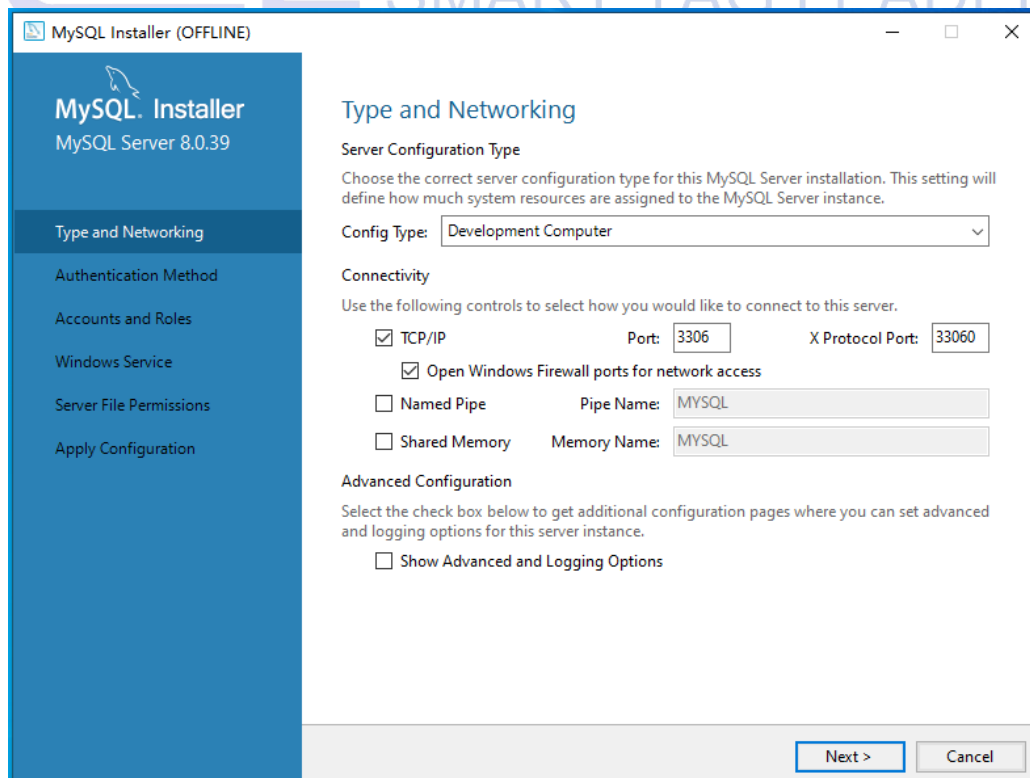 SMART TAG LEADER
MySQL Installer (OFFLINE)
MySQL. Installer
MySQL Server 8.0.39
Type and Networking
Authentication Method
Accounts and Roles
Windows Service
Server File Permissions
Apply Configuration
Type and Networking
Server Configuration Type
Choose the correct server configuration type for this MySQL Server installation. This setting will
define how much system resources are assigned to the MySQL Server instance.
Config Type: Development Computer
Connectivity
Use the following controls to select how you would like to connect to this server.
TCP/IP Port: 3306 X Protocol Port: 33060
Open Windows Firewall ports for network access
Named Pipe Pipe Name: MYSQL
Shared Memory Memory Name: MYSQL
Advanced Configuration
Select the check box below to get additional configuration pages where you can set advanced
and logging options for this server instance.
Show Advanced and Logging Options
Next > Cancel